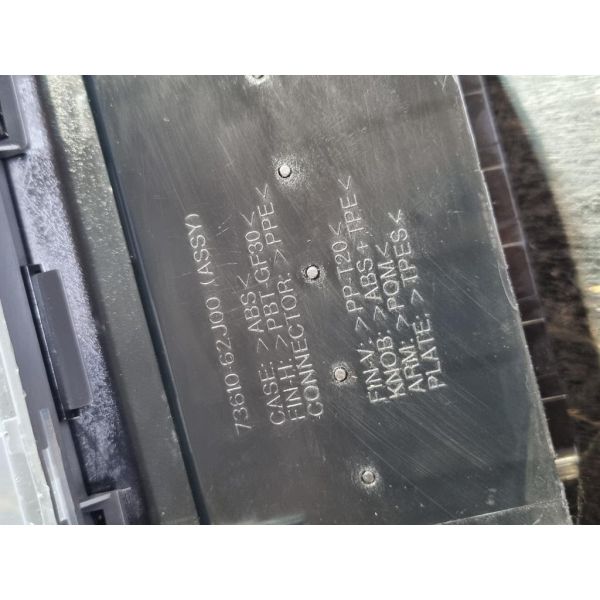 73610-62J00 (ASSY)
CASE: >ABS<
FIN-H: >PBT-GF30<
CONNECTOR: >PPE<
FIN-V: >PP-T20<
KNOB: >ABS+TPE<
ARM: >POM<
PLATE: >TPES<